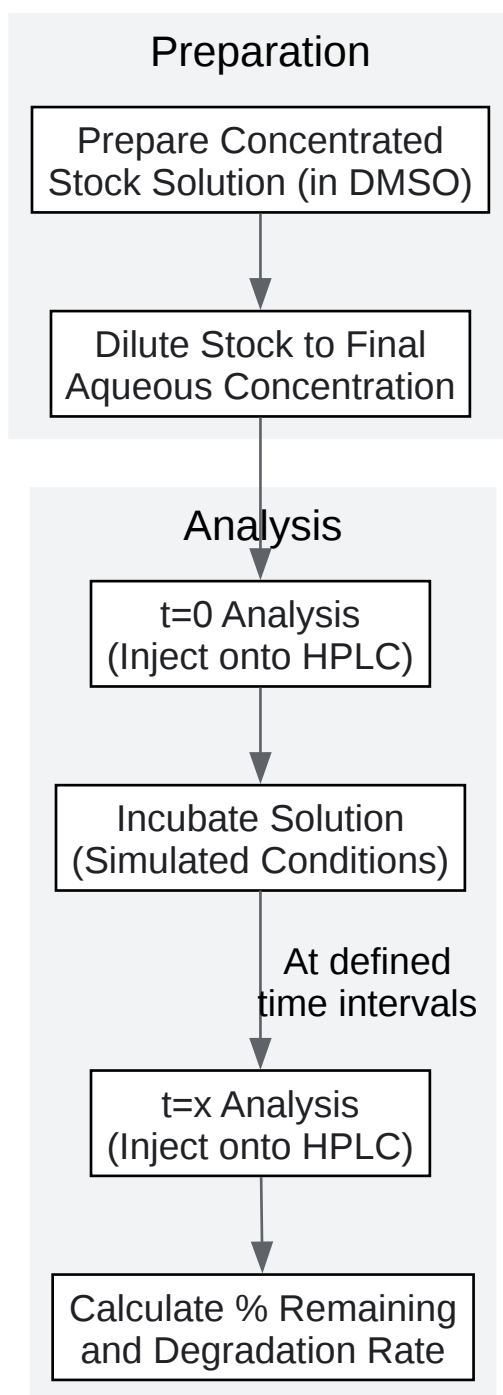 Preparation
Prepare Concentrated
Stock Solution (in DMSO)
Dilute Stock to Final
Aqueous Concentration
Analysis
t=0 Analysis
(Inject onto HPLC)
Incubate Solution
(Simulated Conditions)
At defined
time intervals
t=x Analysis
(Inject onto HPLC)
Calculate % Remaining
and Degradation Rate